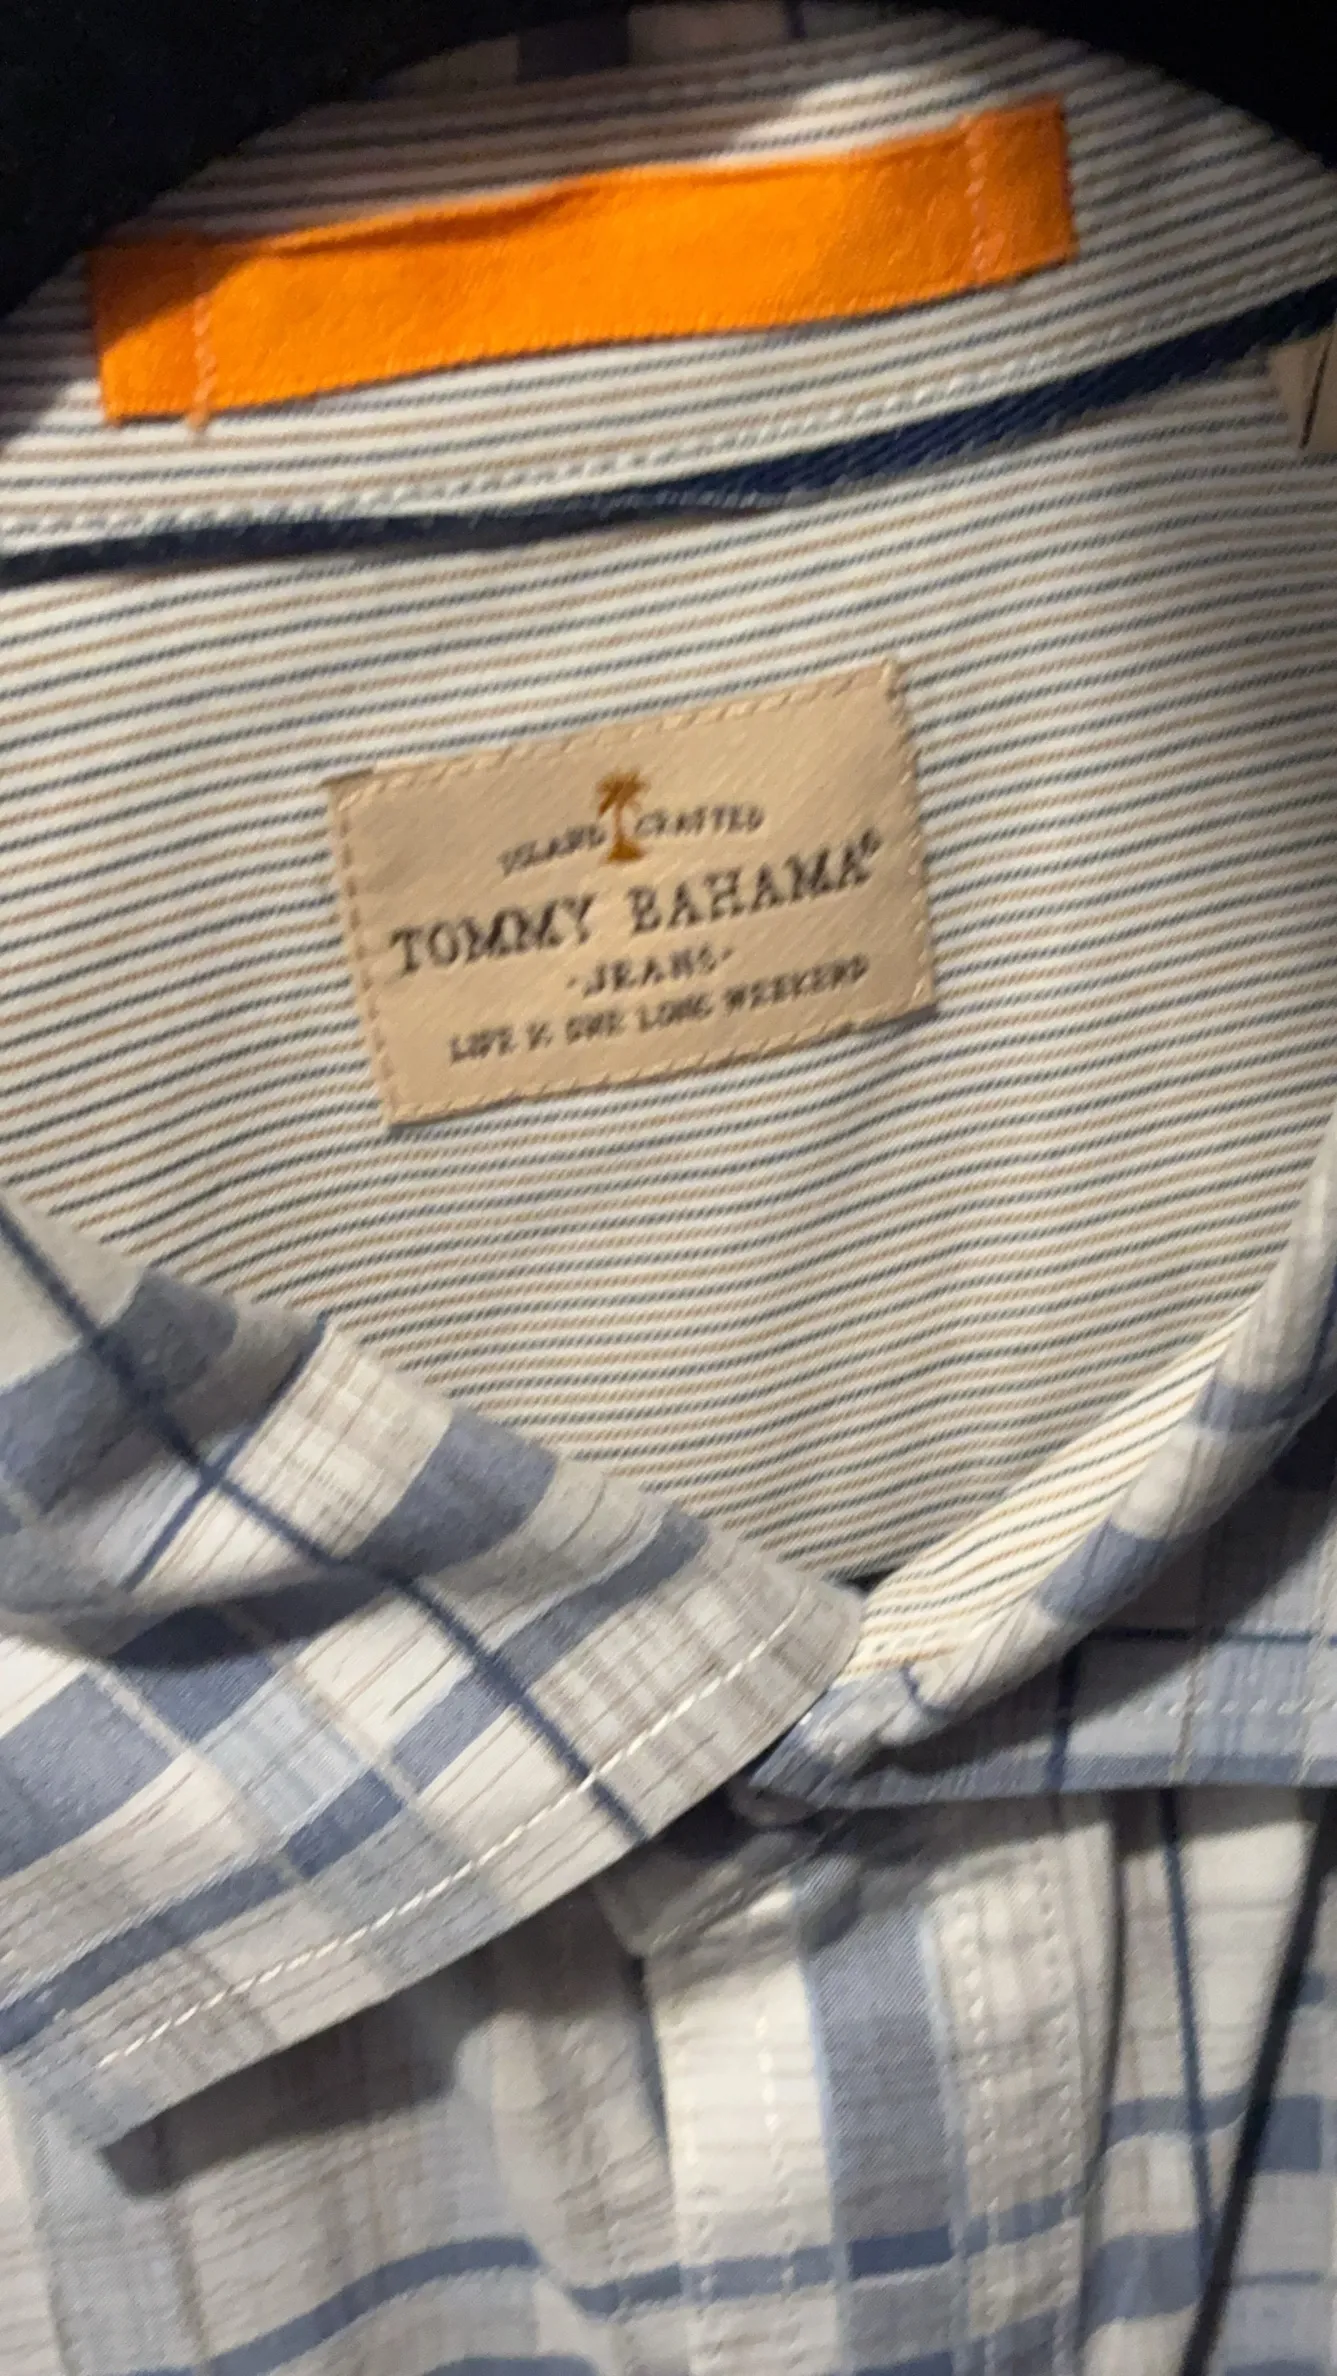 ISLAND CRAFTED
TOMMY BAHAMA®
-JEANS-
LIFE IS ONE LONG WEEKEND